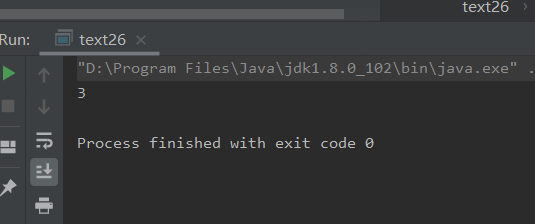 text26
Run: text26
"D:\Program Files\Java\jdk1.8.0_102\bin\java.exe" .
3
Process finished with exit code 0